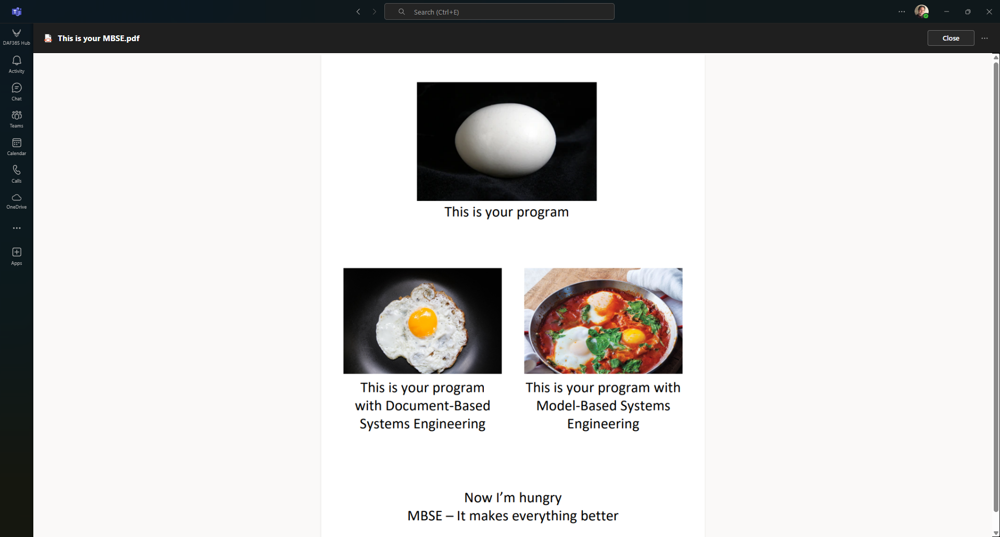 Search (Ctrl+E)
DAF365 Hub
This is your MBSE.pdf
Close
Activity
Chat
Teams
Calendar
Calls
OneDrive
Apps
This is your program
This is your program
with Document-Based
Systems Engineering
This is your program with
Model-Based Systems
Engineering
Now I’m hungry
MBSE – It makes everything better